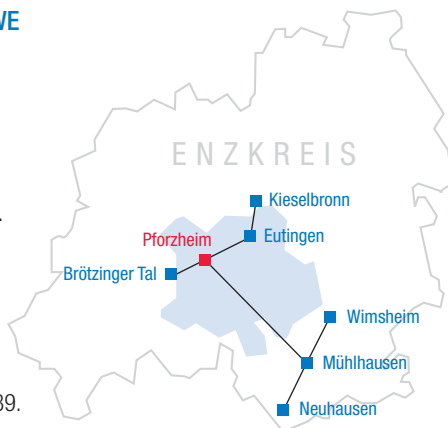 WE
ENZKREIS
.
Kieselbronn
Pforzheim
Eutingen
Brötzinger Tal
Wimsheim
Mühlhausen
39.
Neuhausen